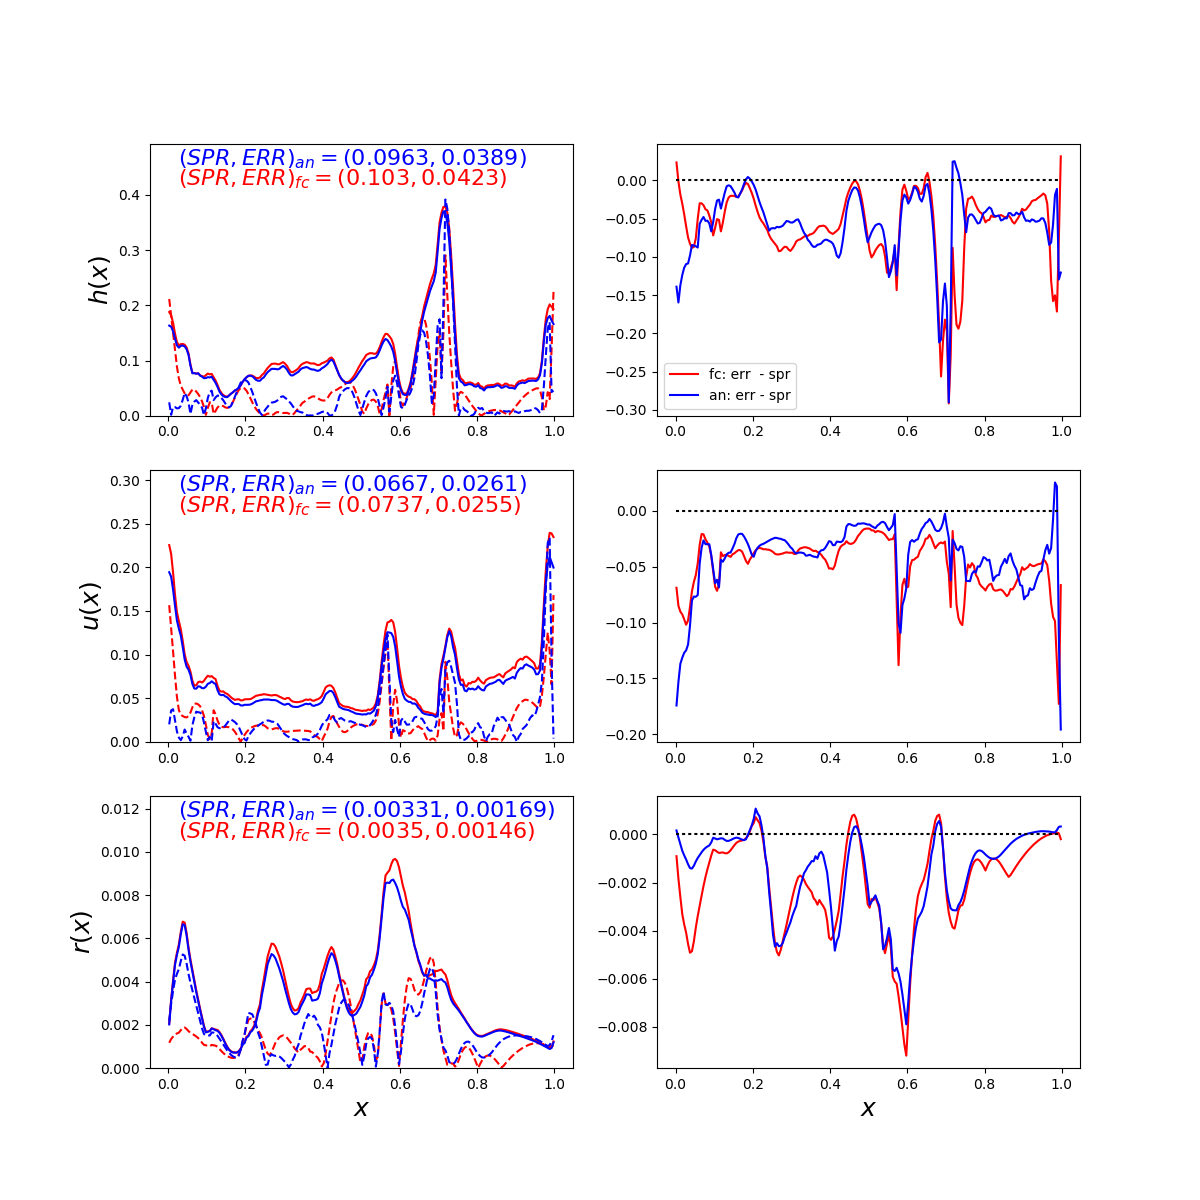 (SPR, ERR)an = (0.0963, 0.0389)
(SPR, ERR)fc = (0.103, 0.0423)
h(x)
0.4
0.3
0.2
0.1
0.0
0.0 0.2 0.4 0.6 0.8 1.0
0.00
−0.05
−0.10
−0.15
−0.20
−0.25
−0.30
fc: err - spr
an: err - spr
0.0 0.2 0.4 0.6 0.8 1.0
(SPR, ERR)an = (0.0667, 0.0261)
(SPR, ERR)fc = (0.0737, 0.0255)
u(x)
0.30
0.25
0.20
0.15
0.10
0.05
0.00
0.0 0.2 0.4 0.6 0.8 1.0
0.00
−0.05
−0.10
−0.15
−0.20
0.0 0.2 0.4 0.6 0.8 1.0
(SPR, ERR)an = (0.00331, 0.00169)
(SPR, ERR)fc = (0.0035, 0.00146)
r(x)
0.012
0.010
0.008
0.006
0.004
0.002
0.000
0.0 0.2 0.4 0.6 0.8 1.0
x
0.000
−0.002
−0.004
−0.006
−0.008
0.0 0.2 0.4 0.6 0.8 1.0
x